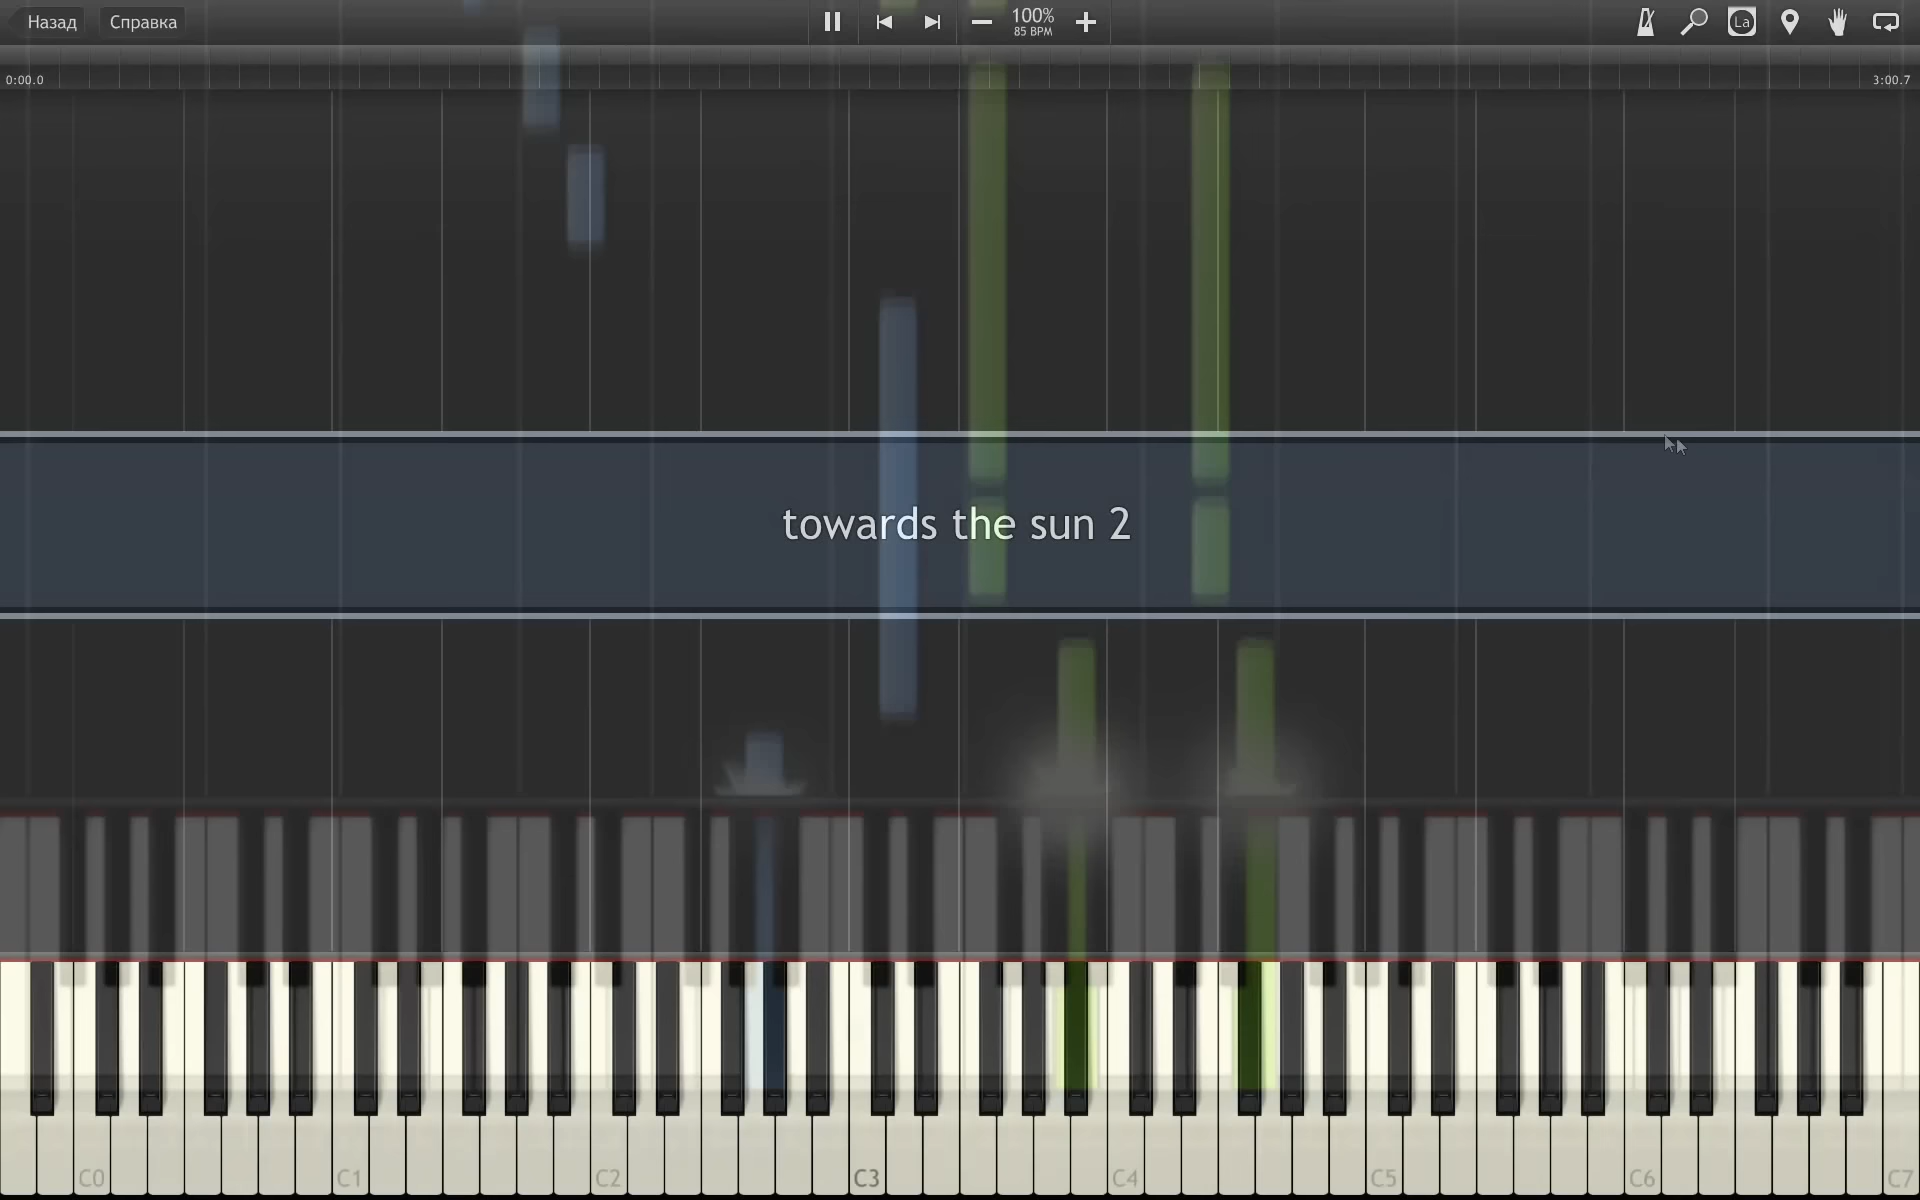 Назад Справка 100% La
85 BPM
0:00.0 3:00.7
towards the sun 2
C0 C1 C2 C3 C4 C5 C6 C7